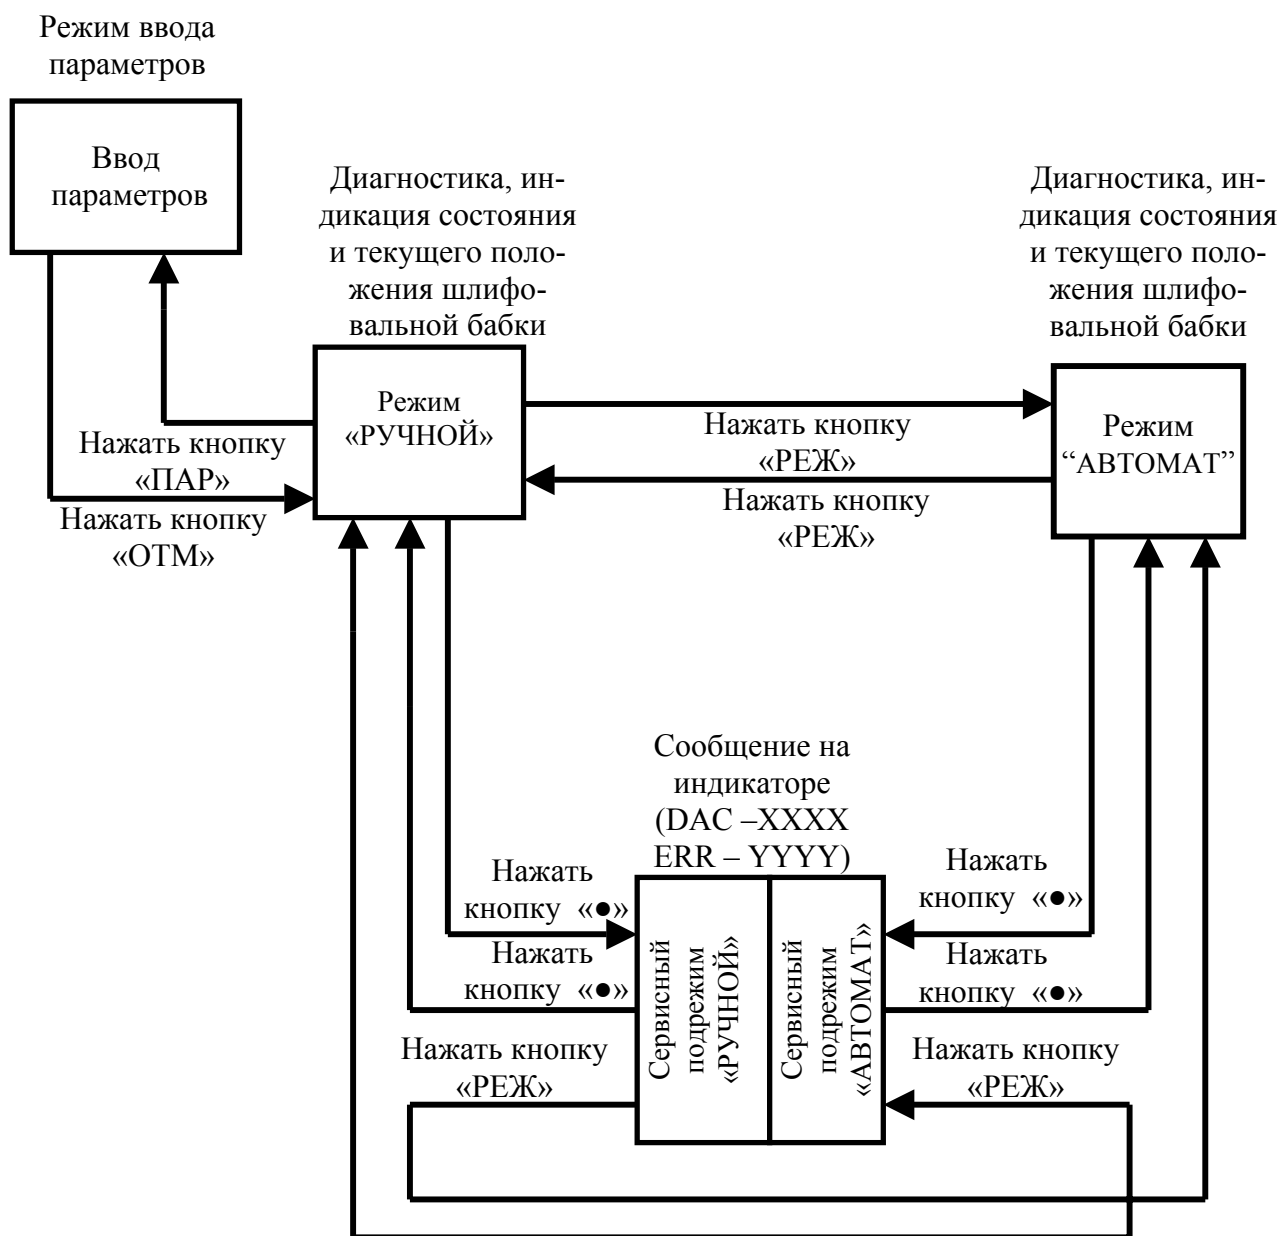 Режим ввода
параметров
Ввод
параметров
Диагностика, ин-
дикация состояния
и текущего поло-
жения шлифо-
вальной бабки
Диагностика, ин-
дикация состояния
и текущего поло-
жения шлифо-
вальной бабки
Режим
«РУЧНОЙ»
Режим
“АВТОМАТ”
Нажать кнопку
«ПАР»
Нажать кнопку
«ОТМ»
Нажать кнопку
«РЕЖ»
Нажать кнопку
«РЕЖ»
Сообщение на
индикаторе
(DAC –XXXX
ERR – YYYY)
Нажать
кнопку «●»
Нажать
кнопку «●»
Нажать кнопку
«РЕЖ»
Сервисный
подрежим
«РУЧНОЙ»
Сервисный
подрежим
«АВТОМАТ»
Нажать
кнопку «●»
Нажать
кнопку «●»
Нажать кнопку
«РЕЖ»